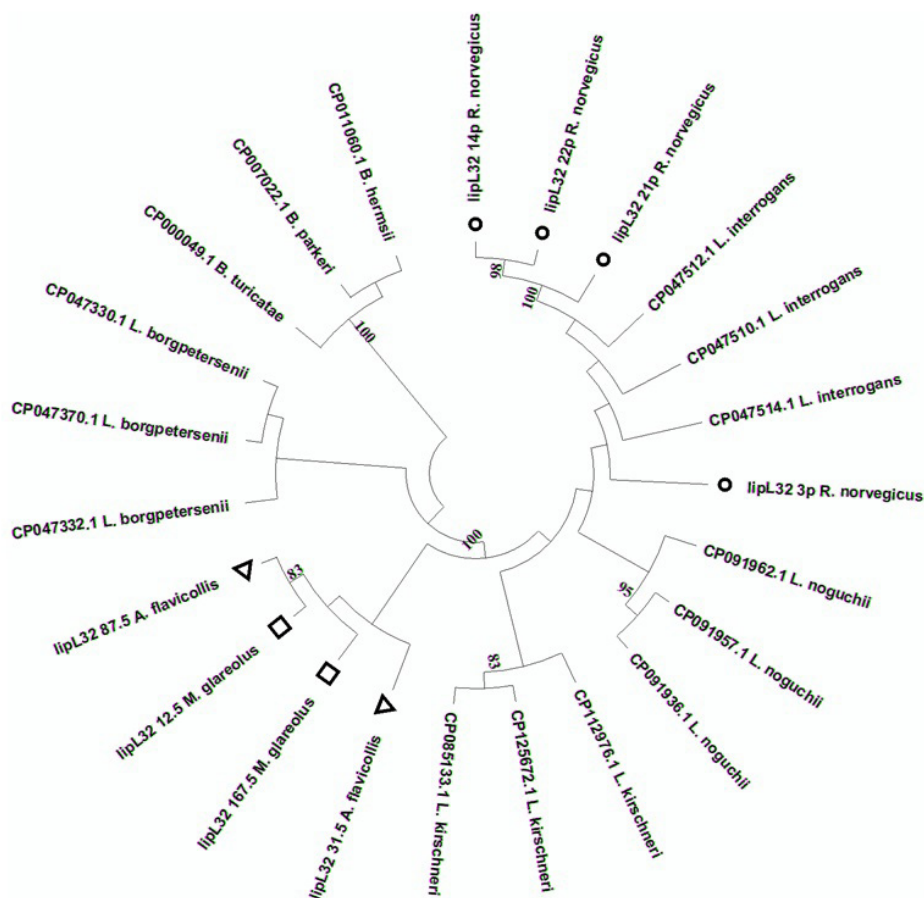 lipL32 14p R. norvegicus
lipL32 22p R. norvegicus
lipL32 21p R. norvegicus
CP047512.1 L. interrogans
CP047510.1 L. interrogans
CP047514.1 L. interrogans
lipL32 3p R. norvegicus
CP091962.1 L. noguchii
CP091957.1 L. noguchii
CP091936.1 L. noguchii
CP112976.1 L. kirschneri
CP125672.1 L. kirschneri
CP085133.1 L. kirschneri
lipL32 31.5 A. flavicollis
lipL32 167.5 M. glareolus
lipL32 12.5 M. glareolus
lipL32 87.5 A. flavicollis
CP047332.1 L. borgpetersenii
CP047370.1 L. borgpetersenii
CP047330.1 L. borgpetersenii
CP000049.1 B. turicatae
CP007022.1 B. parkeri
CP011060.1 B. hermsii
98
100
95
83
100
83
100